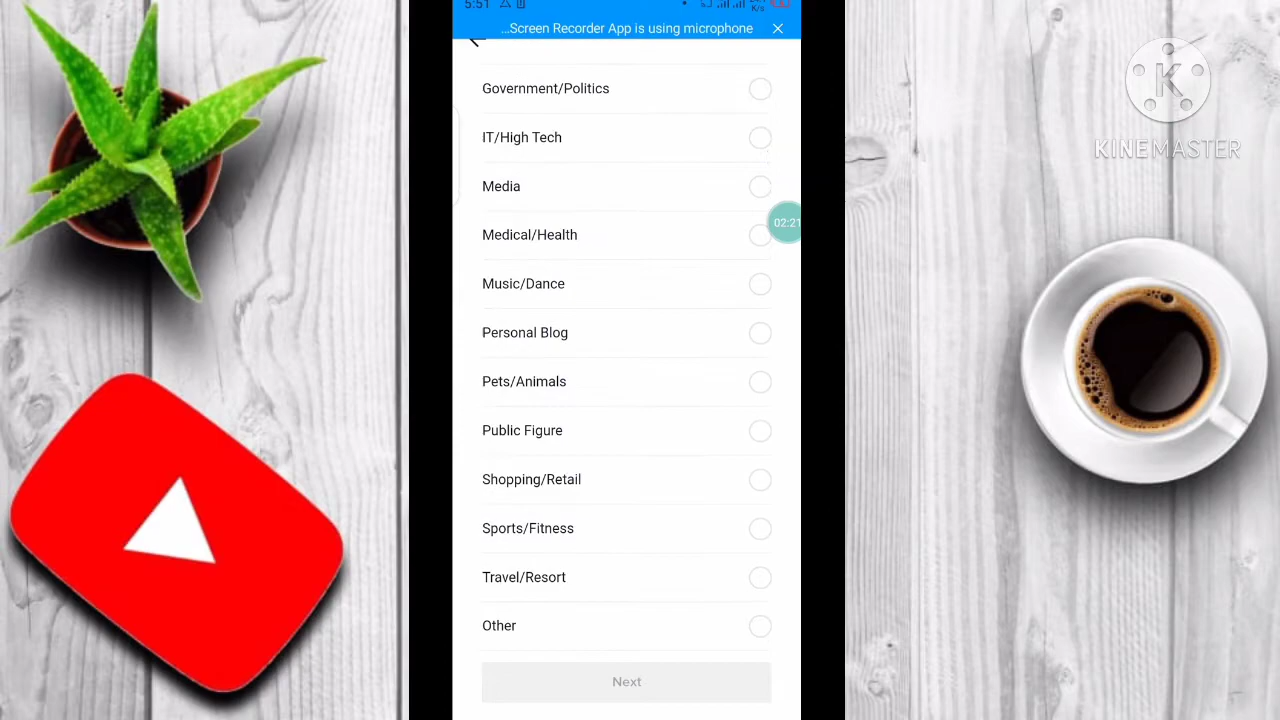 5:51
K/s
...Screen Recorder App is using microphone
Government/Politics
IT/High Tech
Media
Medical/Health
02:21
Music/Dance
Personal Blog
Pets/Animals
Public Figure
Shopping/Retail
Sports/Fitness
Travel/Resort
Other
Next
K
KINEMASTER